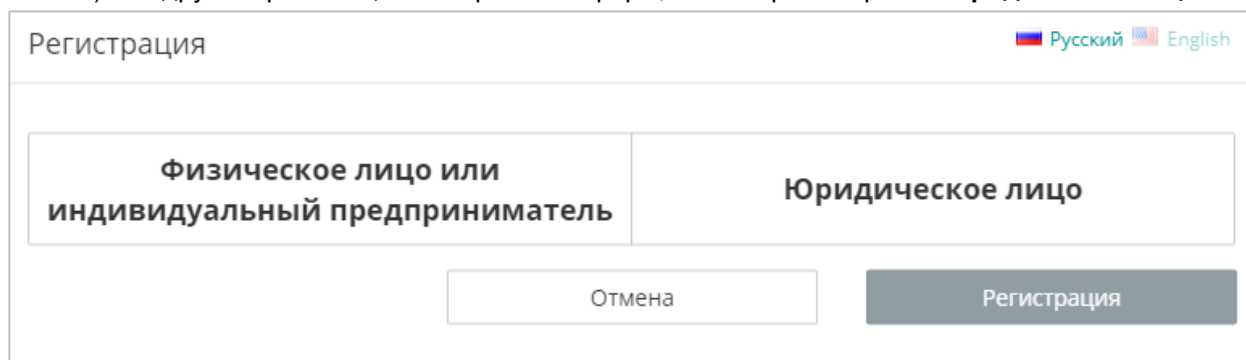 Регистрация
Русский English
Физическое лицо или
индивидуальный предприниматель
Юридическое лицо
Отмена
Регистрация